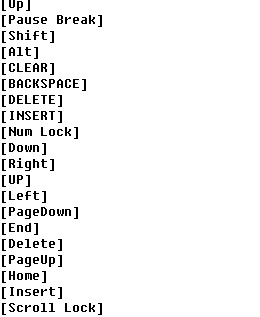 [Up]
[Pause Break]
[Shift]
[Alt]
[CLEAR]
[BACKSPACE]
[DELETE]
[INSERT]
[Num Lock]
[Down]
[Right]
[UP]
[Left]
[PageDown]
[End]
[Delete]
[PageUp]
[Home]
[Insert]
[Scroll Lock]